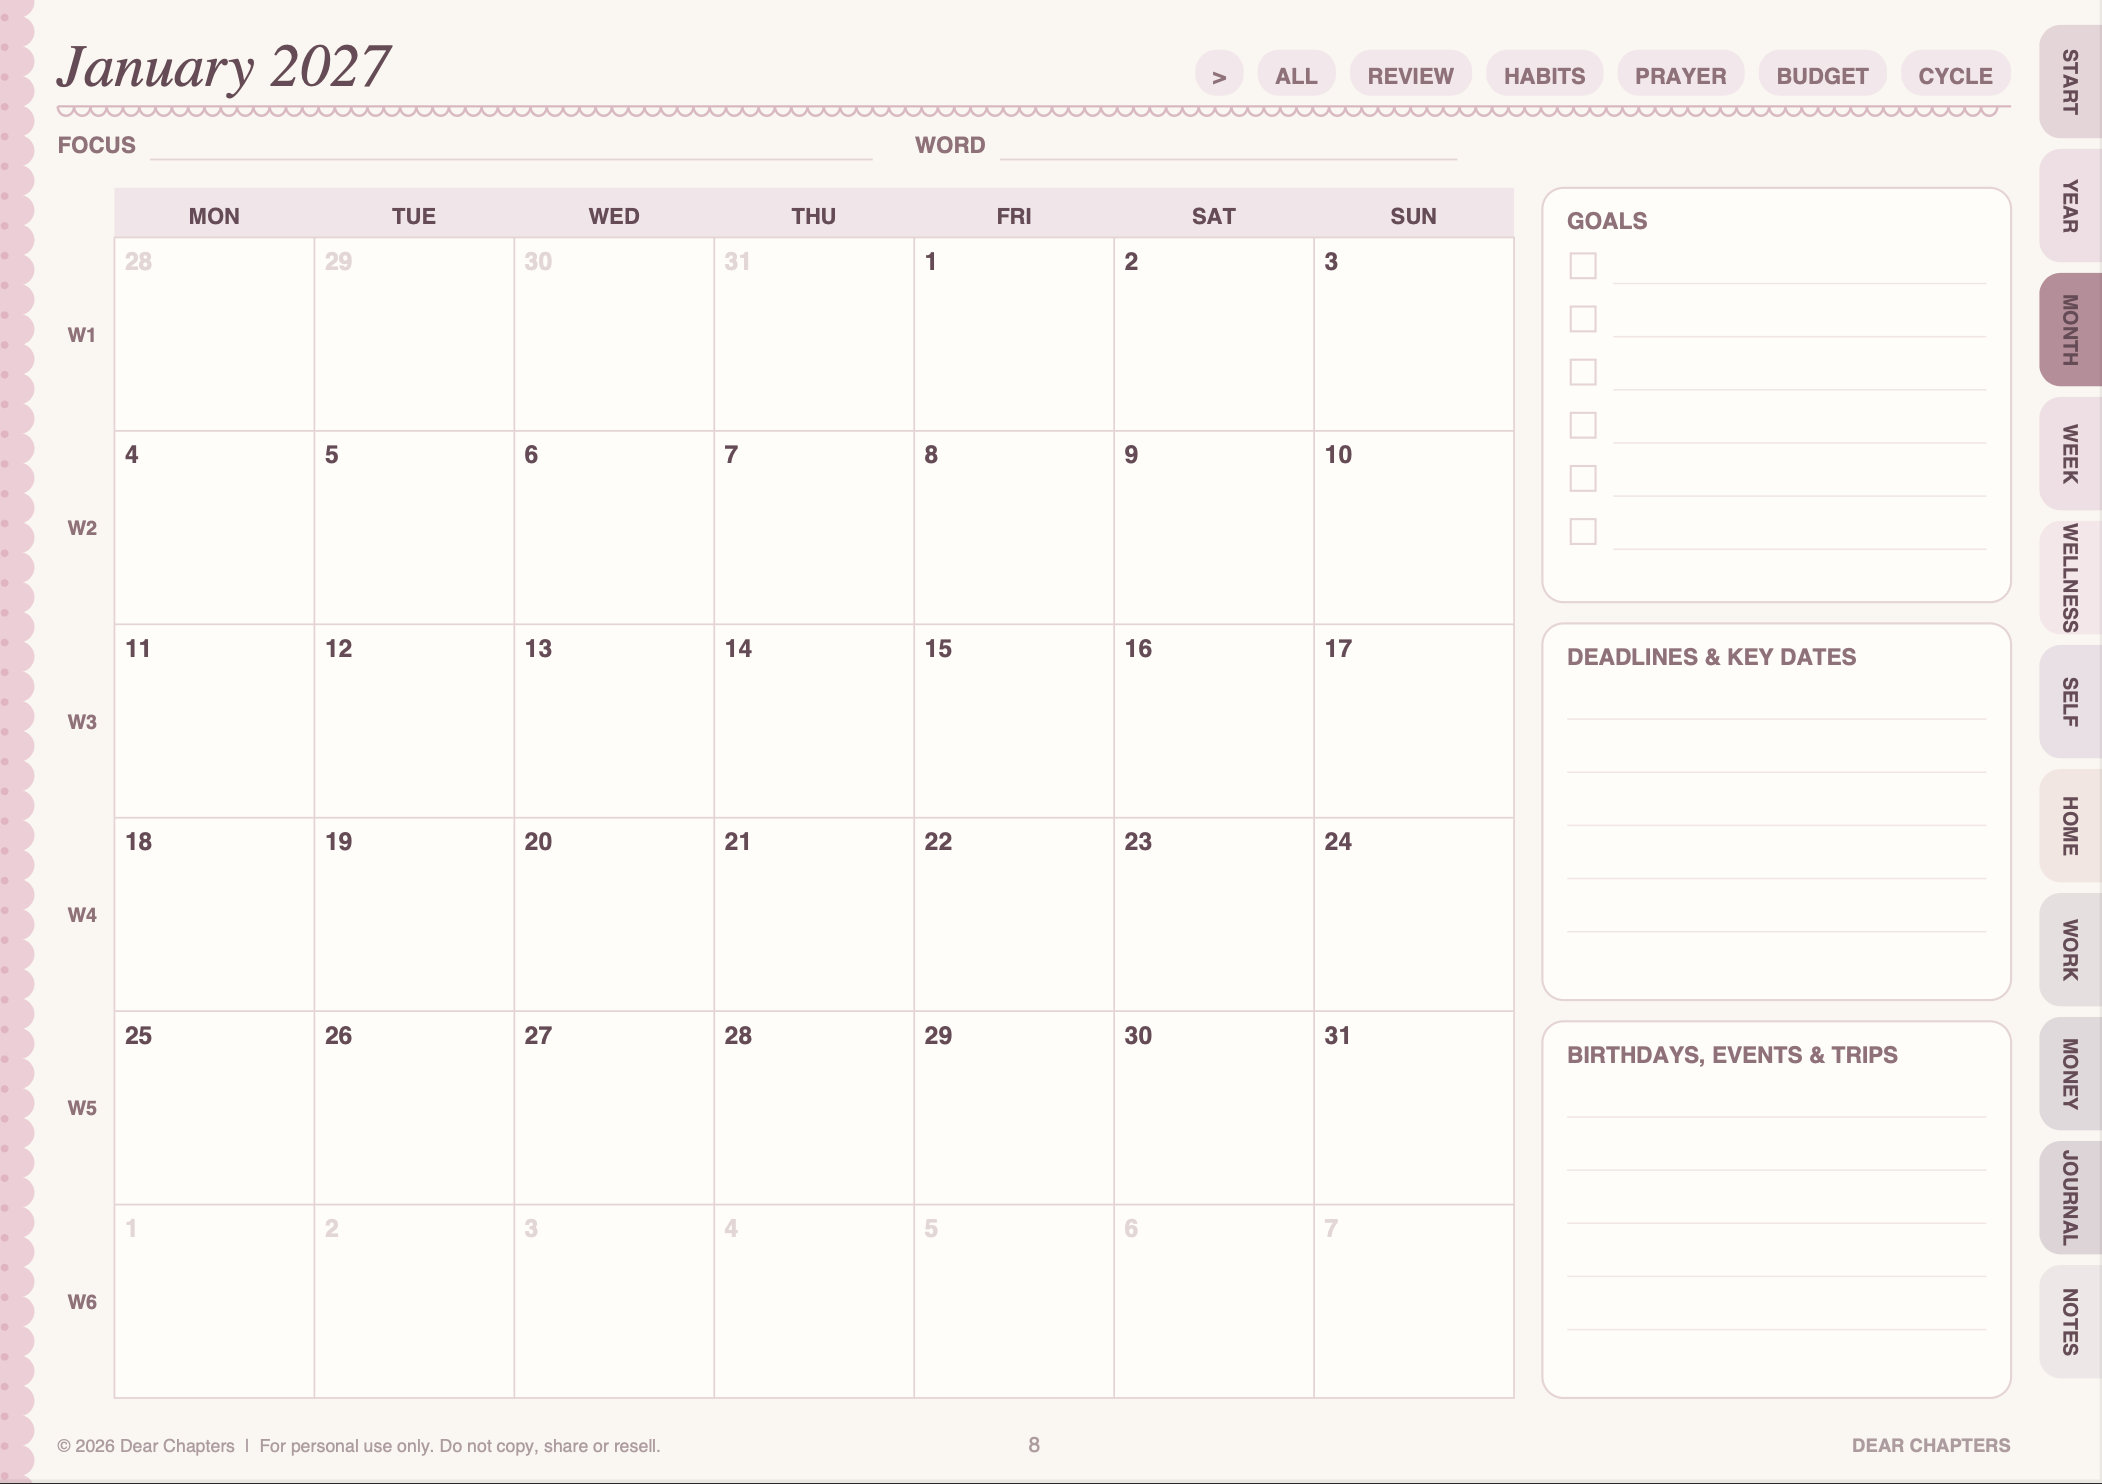 January 2027
> ALL REVIEW HABITS PRAYER BUDGET CYCLE
FOCUS WORD
MON TUE WED THU FRI SAT SUN
28 29 30 31 1 2 3
W1
4 5 6 7 8 9 10
W2
11 12 13 14 15 16 17
W3
18 19 20 21 22 23 24
W4
25 26 27 28 29 30 31
W5
1 2 3 4 5 6 7
W6
GOALS
DEADLINES & KEY DATES
BIRTHDAYS, EVENTS & TRIPS
START
YEAR
MONTH
WEEK
WELLNESS
SELF
HOME
WORK
MONEY
JOURNAL
NOTES
© 2026 Dear Chapters | For personal use only. Do not copy, share or resell.
8
DEAR CHAPTERS